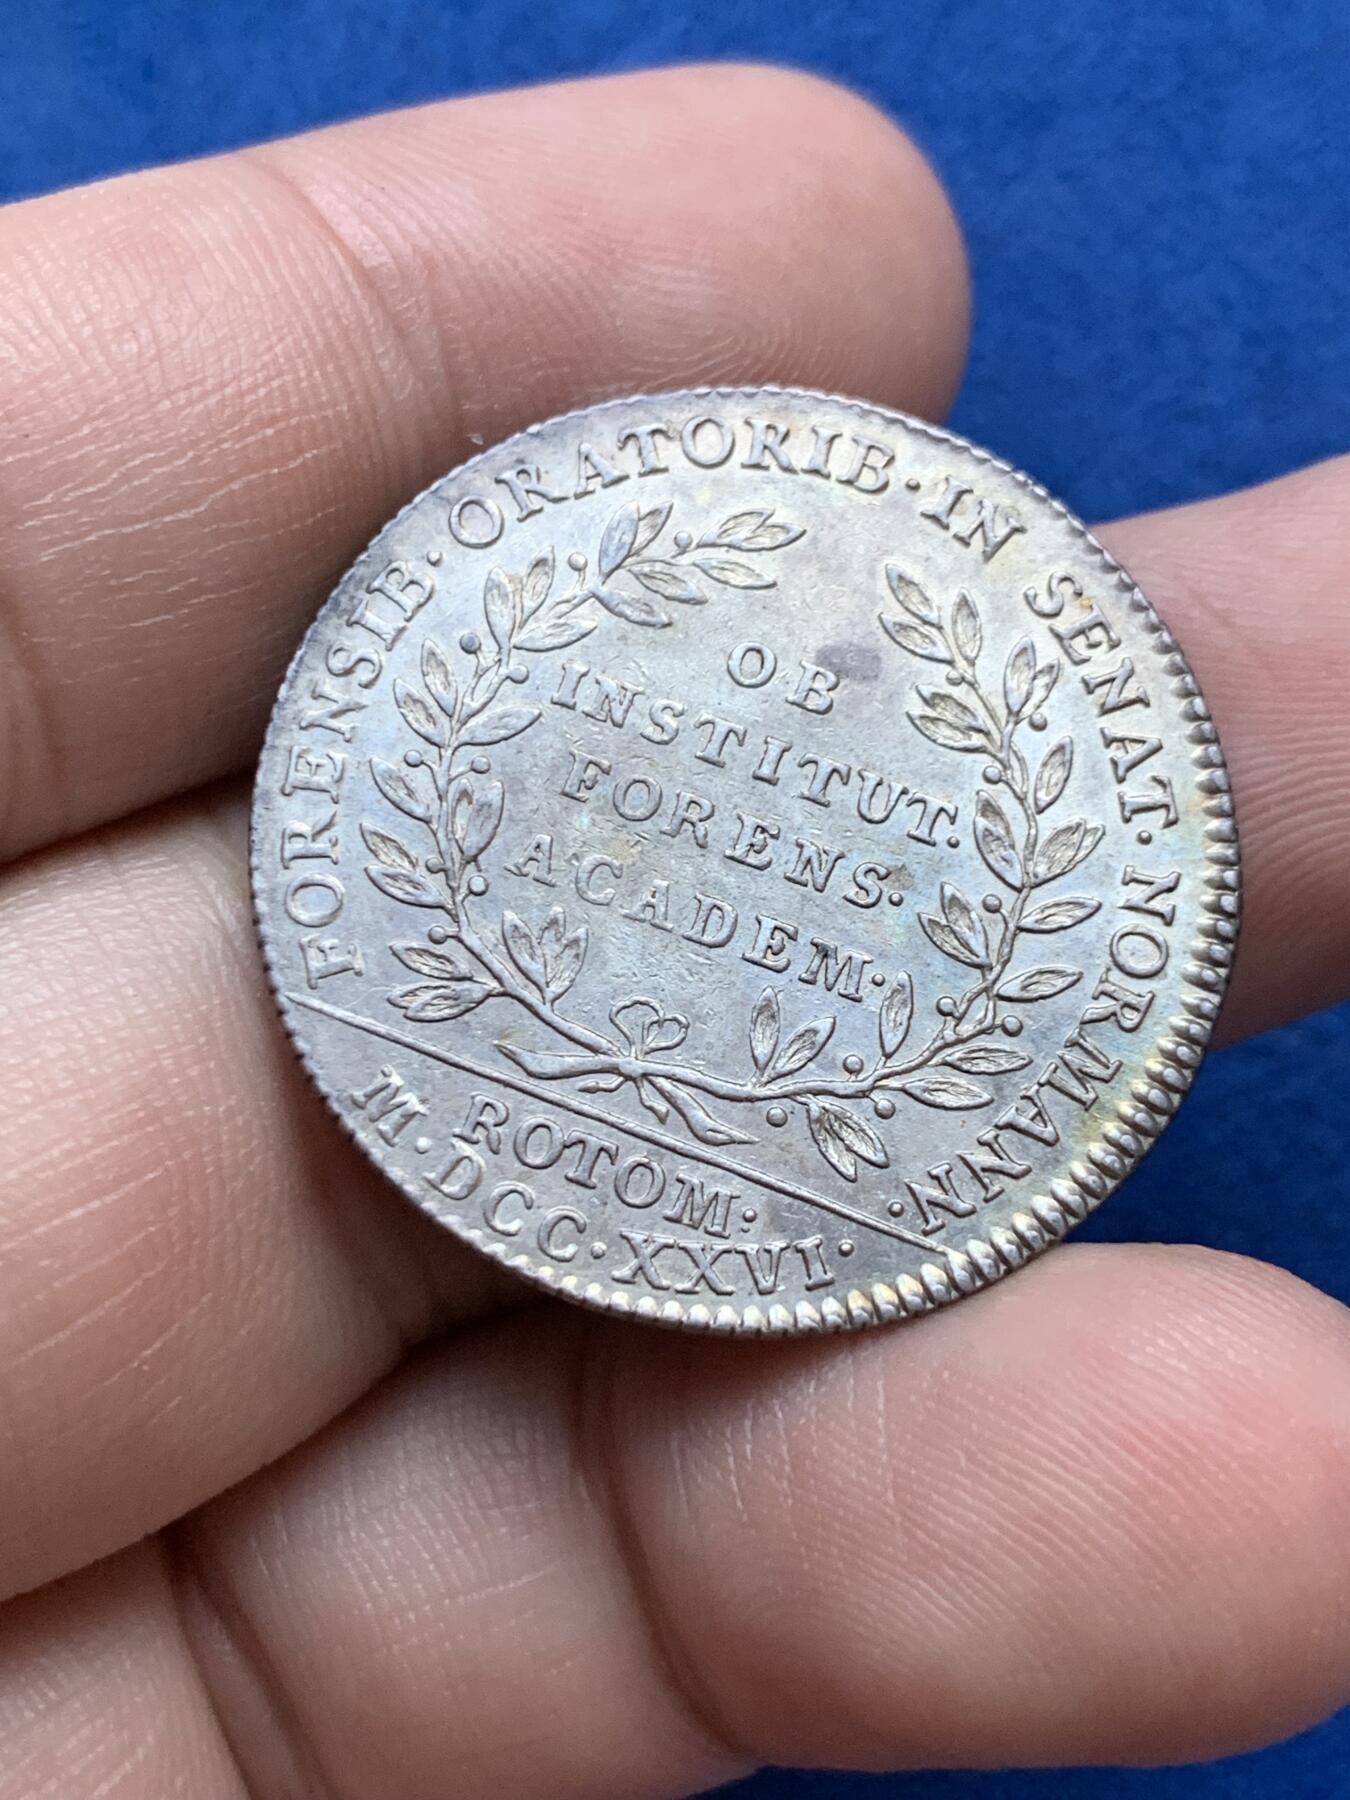 FORENSIB· ORATORIB· IN SENAT· NORMANN·
OB
INSTITUT.
FORENS.
ACADEM·
ROTOM:
M·DCC·XXVI·